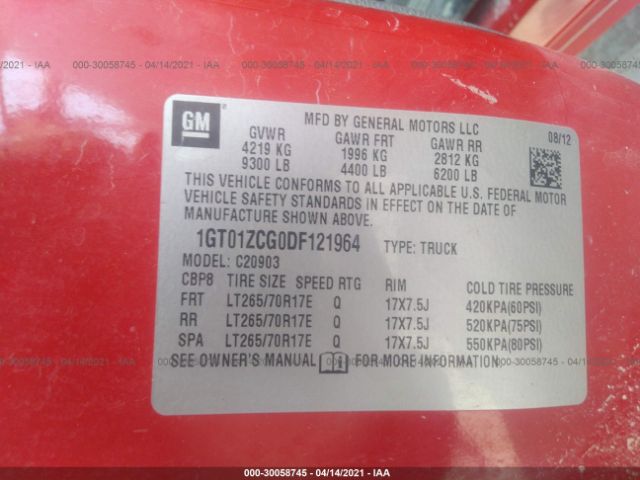 000-30058745 - 04/14/2021 - IAA
GM
MFD BY GENERAL MOTORS LLC
08/12
GVWR GAWR FRT GAWR RR
4219 KG 1996 KG 2812 KG
9300 LB 4400 LB 6200 LB
THIS VEHICLE CONFORMS TO ALL APPLICABLE U.S. FEDERAL MOTOR
VEHICLE SAFETY STANDARDS IN EFFECT ON THE DATE OF
MANUFACTURE SHOWN ABOVE.
1GT01ZCG0DF121964 TYPE: TRUCK
MODEL: C20903
CBP8 TIRE SIZE SPEED RTG RIM COLD TIRE PRESSURE
FRT LT265/70R17E Q 17X7.5J 420KPA(60PSI)
RR LT265/70R17E Q 17X7.5J 520KPA(75PSI)
SPA LT265/70R17E Q 17X7.5J 550KPA(80PSI)
SEE OWNER'S MANUAL FOR MORE INFORMATION
000-30058745 - 04/14/2021 - IAA